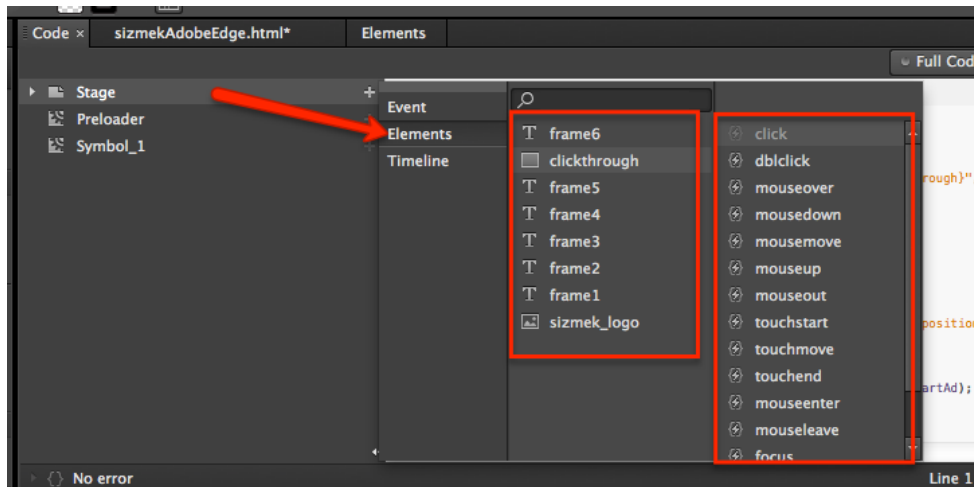 Code × sizmekAdobeEdge.html* Elements
Full Cod
Stage +
Preloader
Symbol_1
Event
Elements
Timeline
T frame6
clickthrough
T frame5
T frame4
T frame3
T frame2
T frame1
sizmek_logo
click
dblclick
mouseover
mousedown
mousemove
mouseup
mouseout
touchstart
touchmove
touchend
mouseenter
mouseleave
focus
rough}"
position
artAd);
{} No error
Line 1